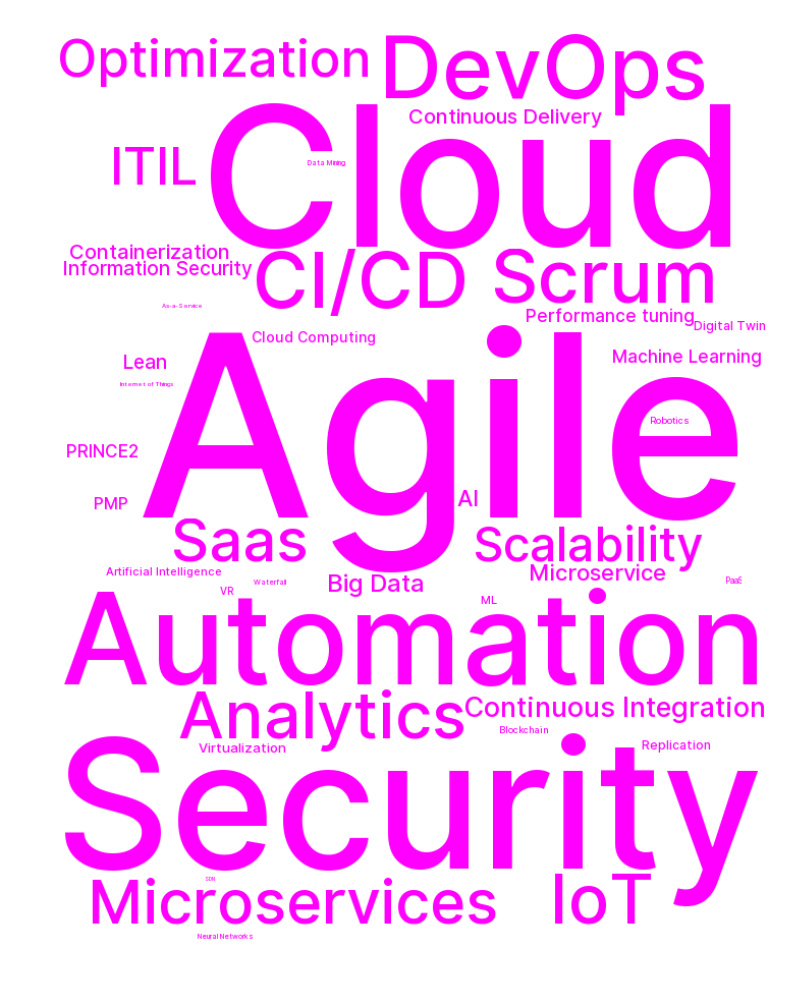 Optimization
DevOps
Continuous Delivery
Cloud
ITIL
Data Mining
Containerization
Information Security
CI/CD
Scrum
As-a-Service
Performance tuning
Digital Twin
Cloud Computing
Lean
Machine Learning
Internet of Things
Agile
Robotics
PRINCE2
PMP
AI
Saas
Scalability
Artificial Intelligence
Microservice
Waterfall
Big Data
PaaS
VR
ML
Automation
Analytics
Continuous Integration
Blockchain
Virtualization
Replication
Security
SDN
Microservices
IoT
Neural Networks